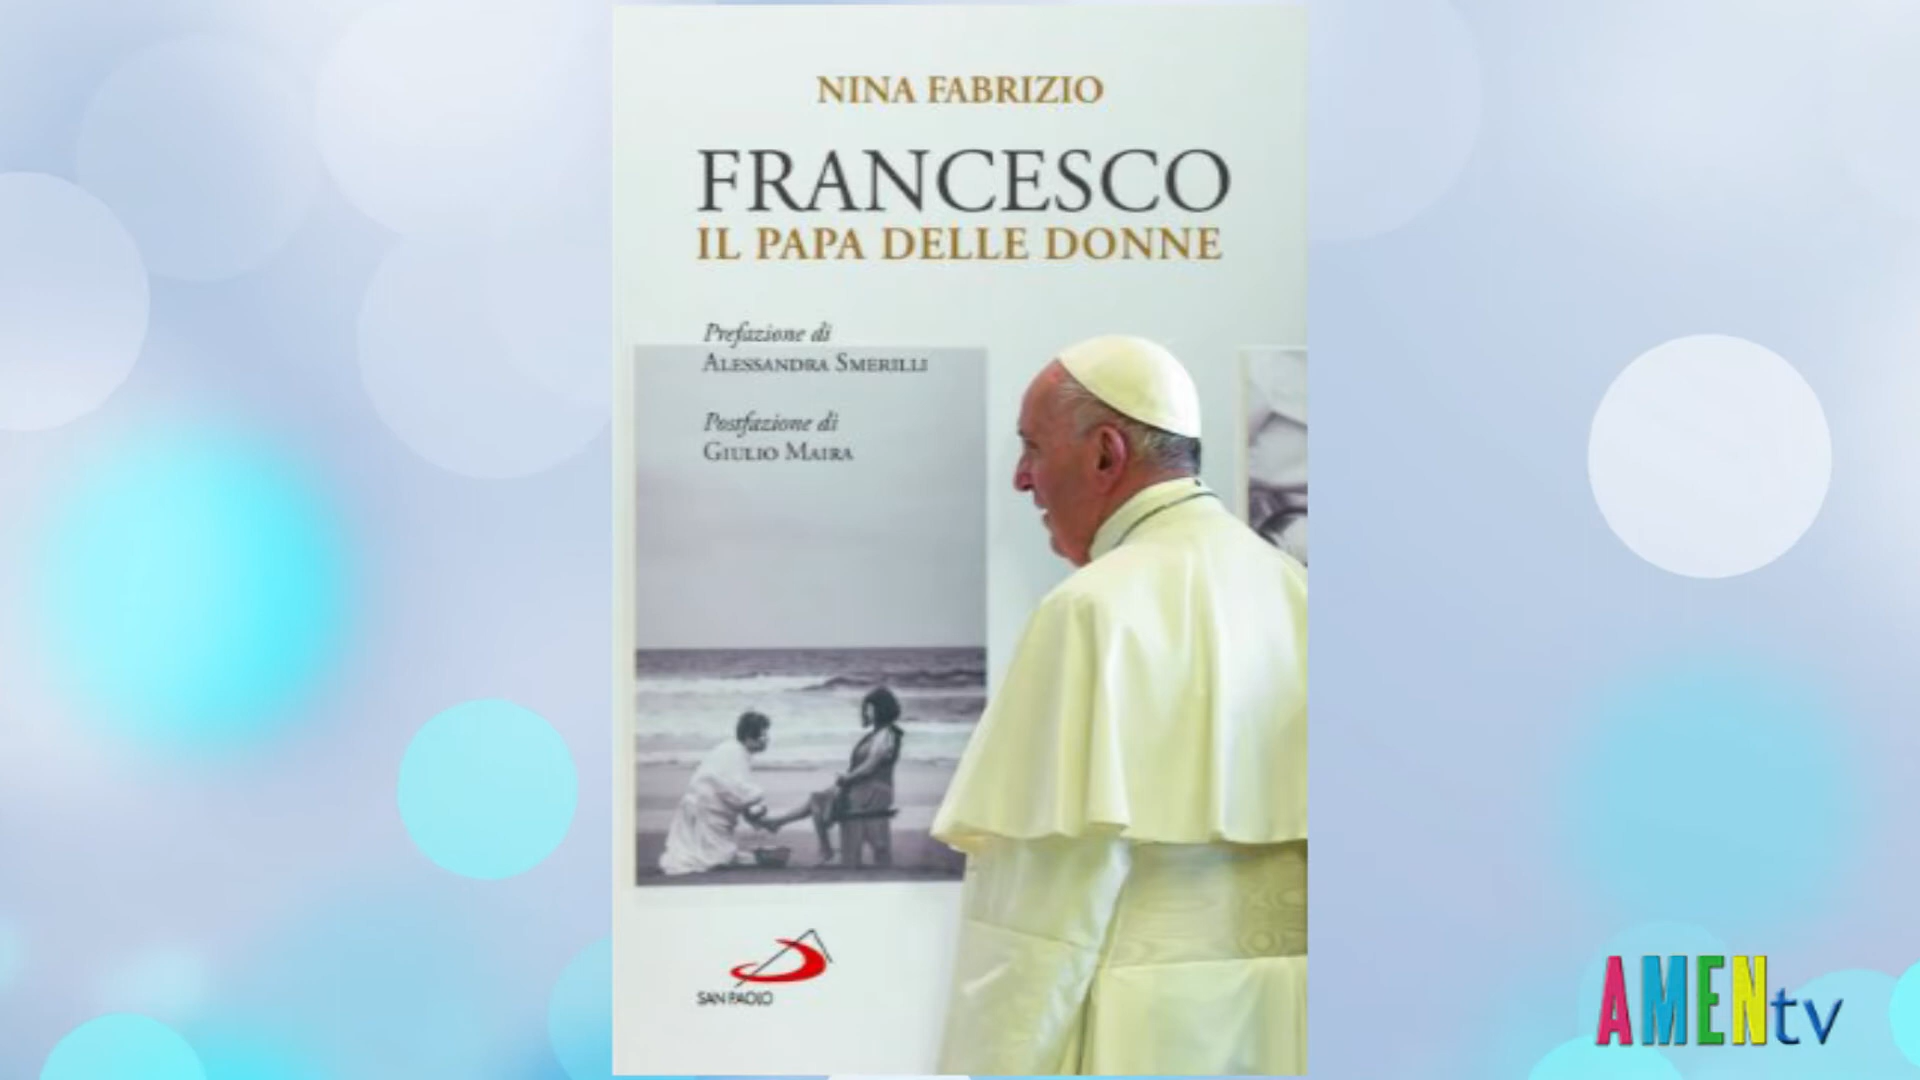 NINA FABRIZIO
FRANCESCO
IL PAPA DELLE DONNE
Prefazione di
ALESSANDRA SMERILLI
Postfazione di
GIULIO MAIRA
SAN PAOLO
AMENtv